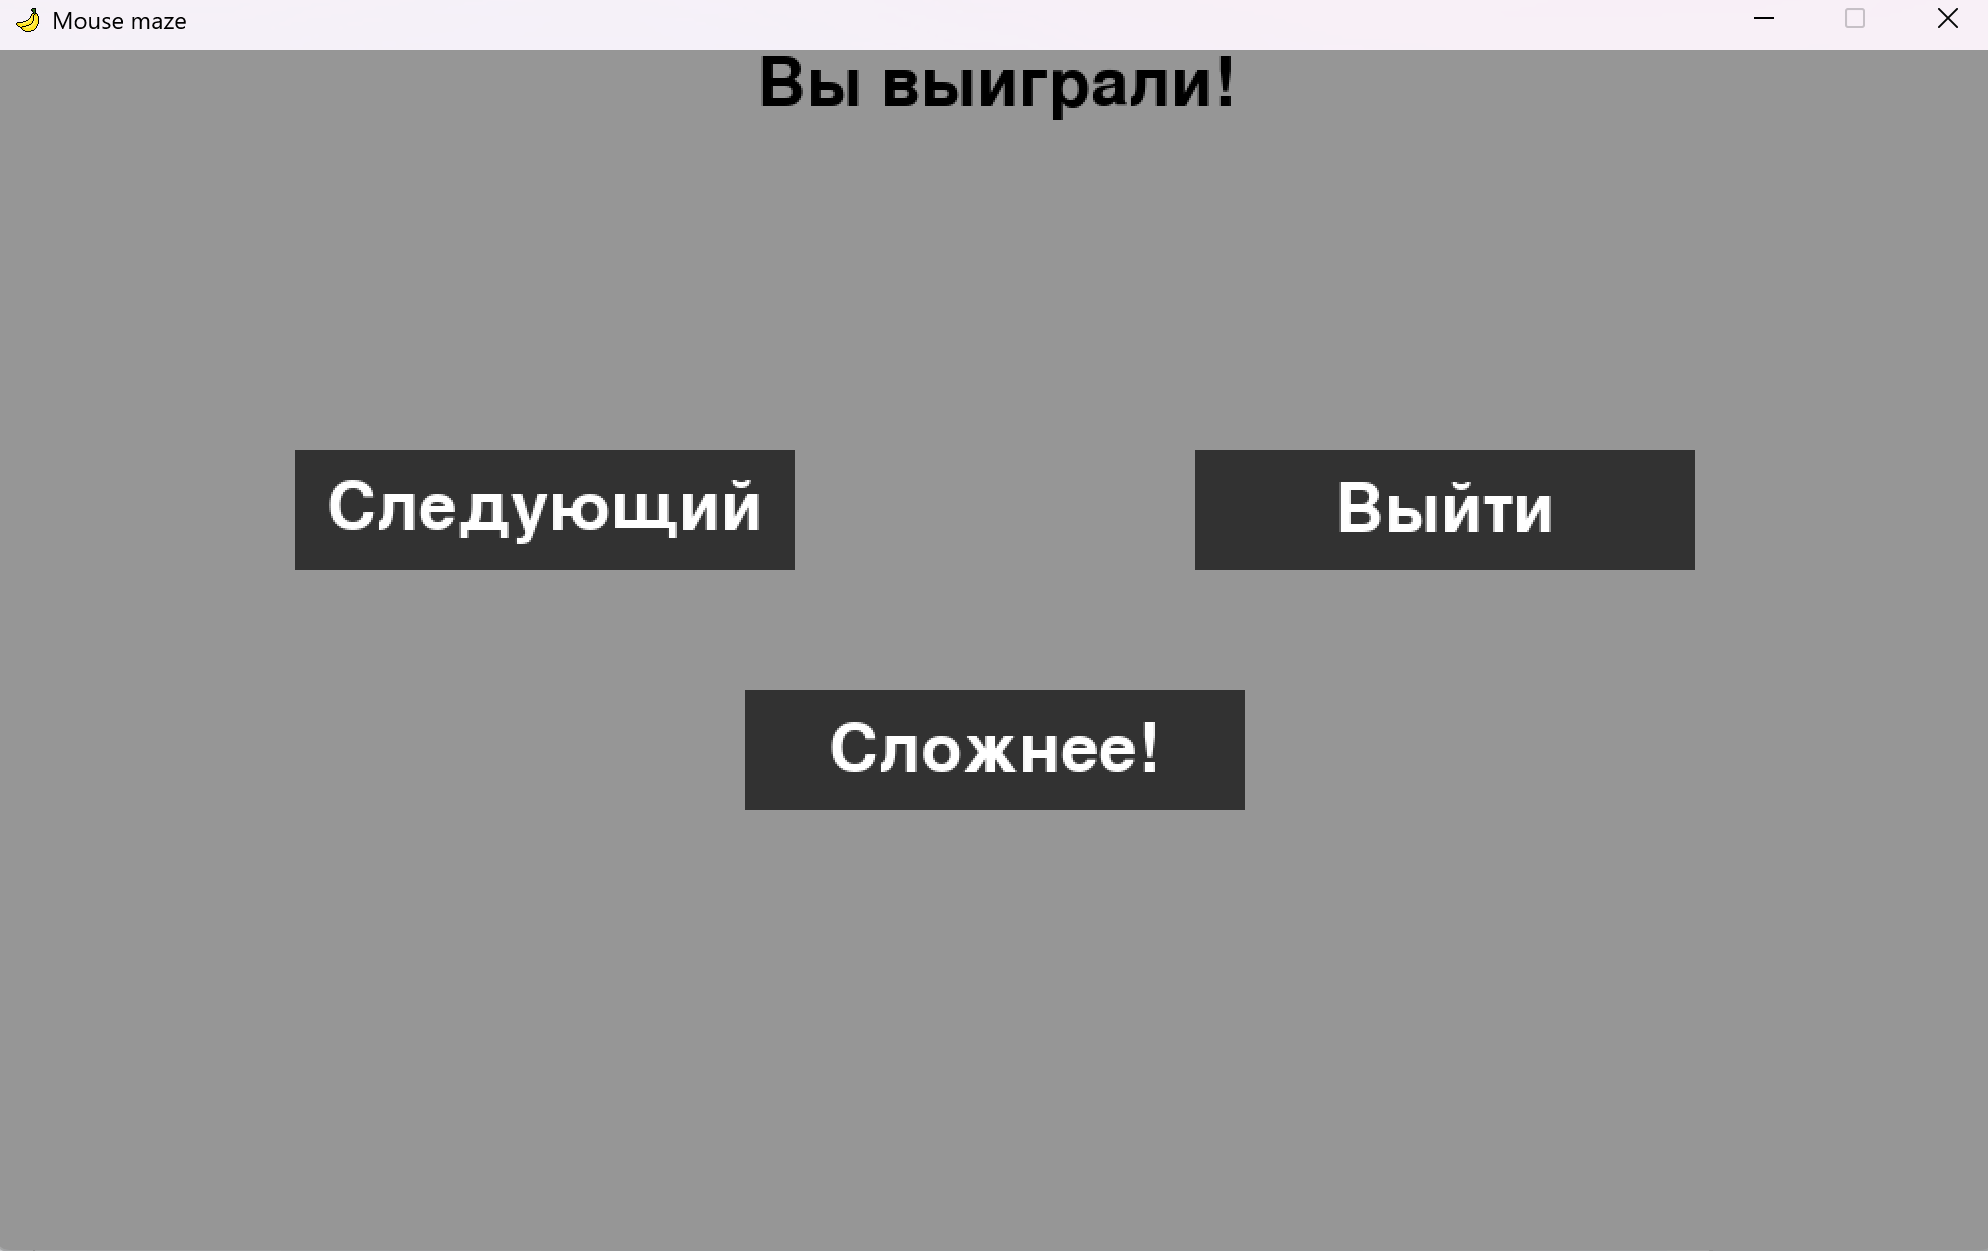 Mouse maze
Вы выиграли!
Следующий
Выйти
Сложнее!